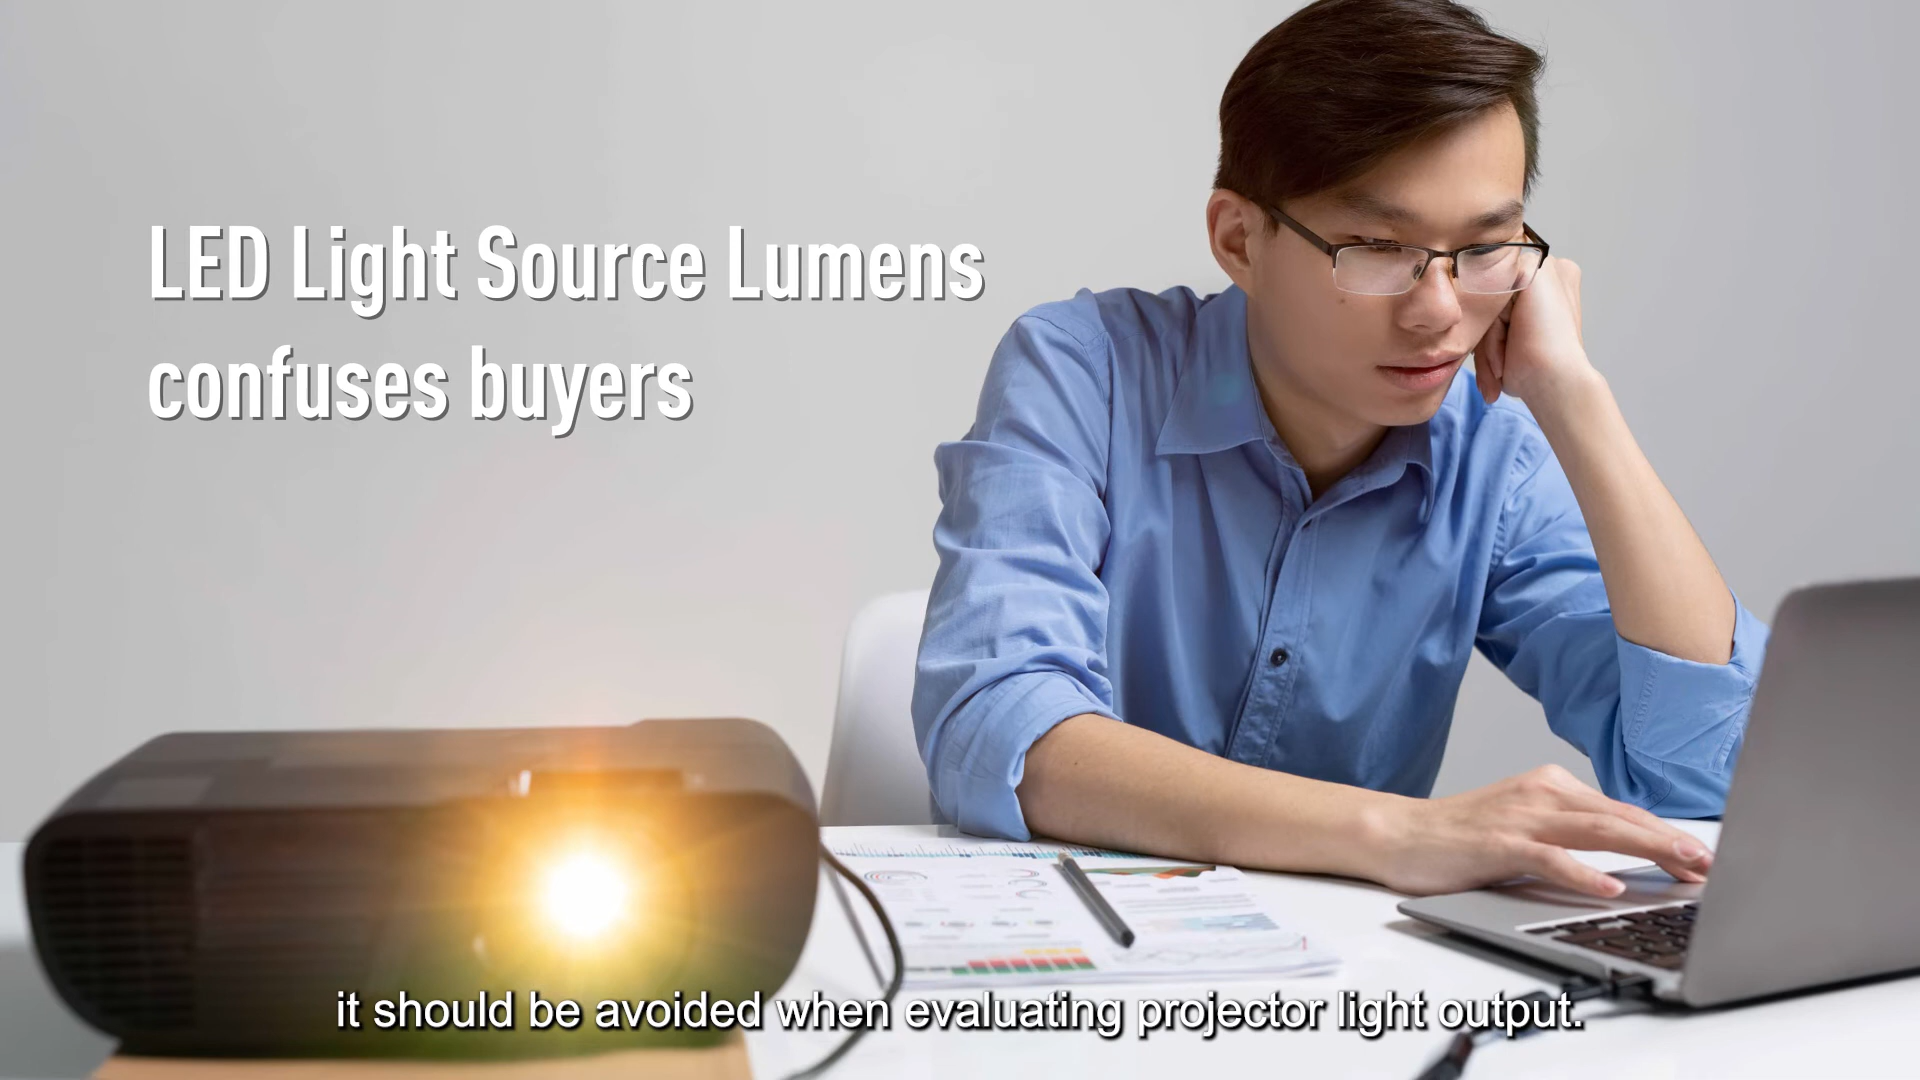 LED Light Source Lumens
confuses buyers
it should be avoided when evaluating projector light output.